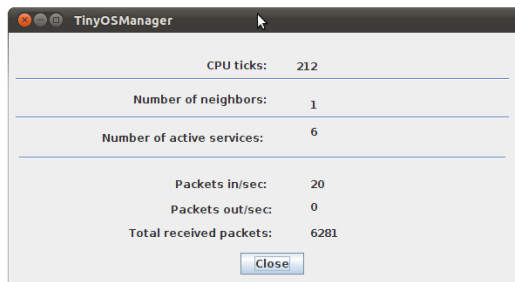 TinyOSManager
CPU ticks: 212
Number of neighbors: 1
Number of active services: 6
Packets in/sec: 20
Packets out/sec: 0
Total received packets: 6281
Close